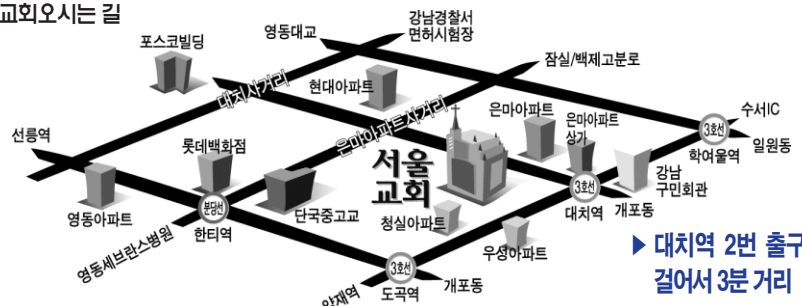 교회오시는 길
영동대교
강남경찰서
면허시험장
포스코빌딩
잠실/백제고분로
현대아파트
대치사거리
수서IC
은마아파트
은마아파트
상가
3호선
일원동
선릉역
은마아파트사거리
학여울역
롯데백화점
서울
교회
강남
구민회관
3호선
분당선
단국중고교
대치역
개포동
영동아파트
청실아파트
한티역
우성아파트
영동세브란스병원
▶ 대치역 2번 출구
걸어서 3분 거리
3호선
개포동
도곡역
양재역